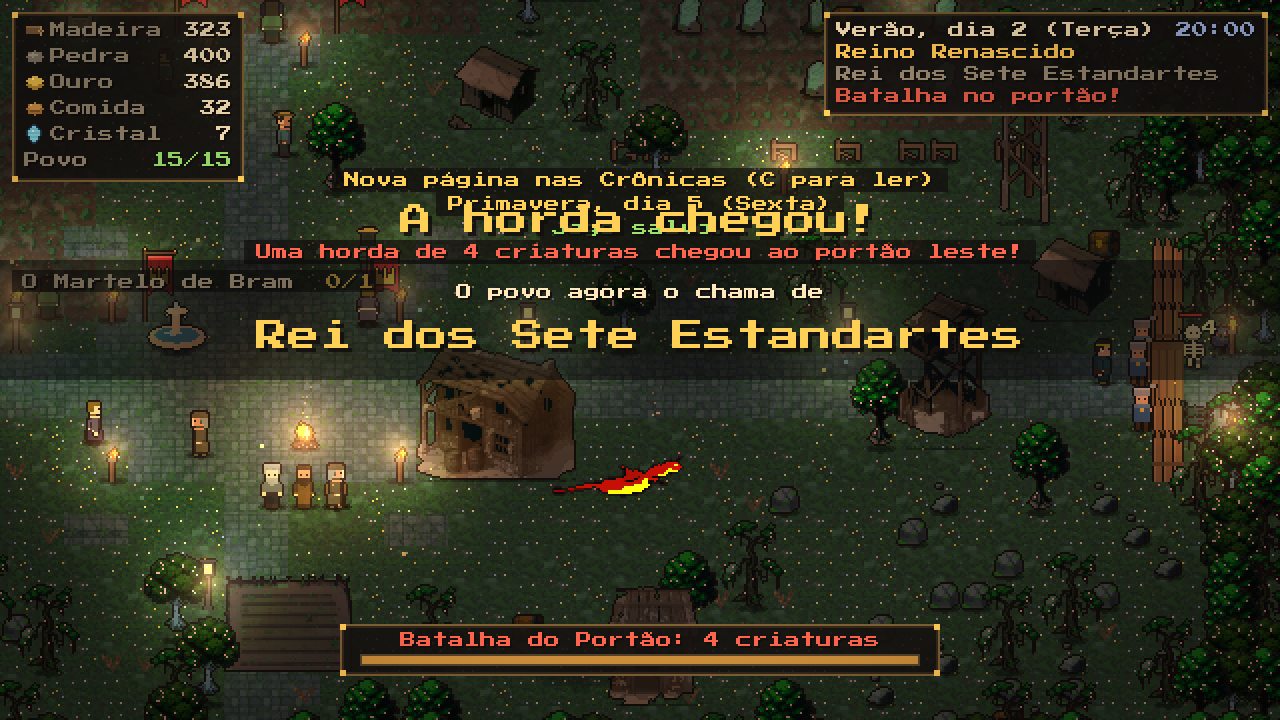 Madeira 323
Pedra 400
Ouro 386
Comida 32
Cristal 7
Povo 15/15
Verão, dia 2 (Terça) 20:00
Reino Renascido
Rei dos Sete Estandartes
Batalha no portão!
Nova página nas Crônicas (C para ler)
Primavera, dia 5 (Sexta)
A horda chegou!
Uma horda de 4 criaturas chegou ao portão leste!
O Martelo de Bram 0/1
O povo agora o chama de
Rei dos Sete Estandartes
4
Batalha do Portão: 4 criaturas